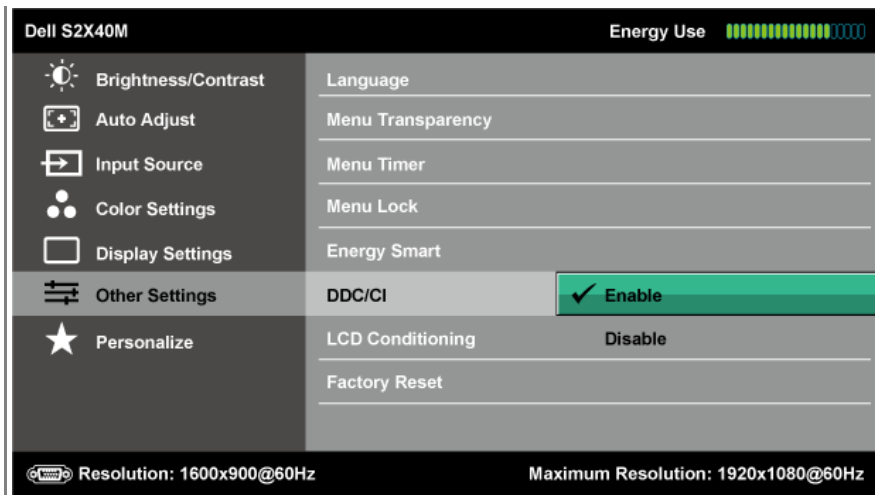 Dell S2X40M
Energy Use
Brightness/Contrast
Auto Adjust
Input Source
Color Settings
Display Settings
Other Settings
Personalize
Language
Menu Transparency
Menu Timer
Menu Lock
Energy Smart
DDC/CI
Enable
LCD Conditioning
Disable
Factory Reset
Resolution: 1600x900@60Hz
Maximum Resolution: 1920x1080@60Hz